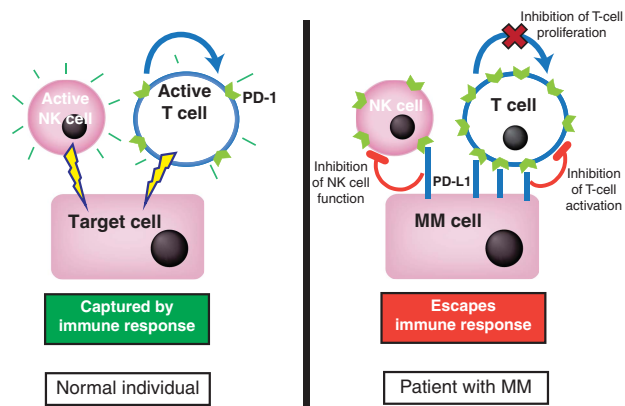 Active
NK cell
Active
T cell
PD-1
Target cell
Captured by
immune response
Normal individual
Inhibition of T-cell
proliferation
NK cell
T cell
Inhibition
of NK cell
function
PD-L1
Inhibition
of T-cell
activation
MM cell
Escapes
immune response
Patient with MM